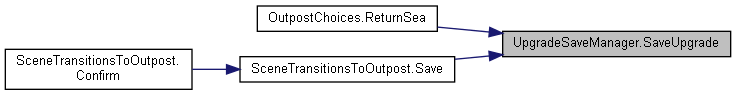 OutpostChoices.ReturnSea
UpgradeSaveManager.SaveUpgrade
SceneTransitionsToOutpost.
Confirm
SceneTransitionsToOutpost.Save